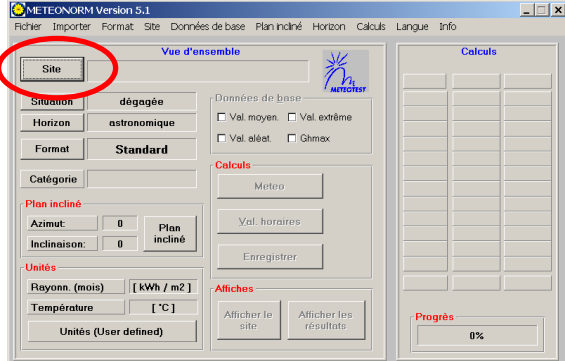 METEONORM Version 5.1
Fichier Importer Format Site Données de base Plan incliné Horizon Calculs Langue Info
Vue d'ensemble
Site
METEOTEST
Situation dégagée
Horizon astronomique
Format Standard
Catégorie
Plan incliné
Azimut: 0
Inclinaison: 0
Plan
incliné
Unités
Rayonn. (mois) [ kWh / m2 ]
Température [ °C ]
Unités (User defined)
Données de base
Val. moyen. Val. extrême
Val. aléat. Ghmax
Calculs
Meteo
Val. horaires
Enregistrer
Affiches
Afficher le
site
Afficher les
résultats
Calculs
Progrès
0%